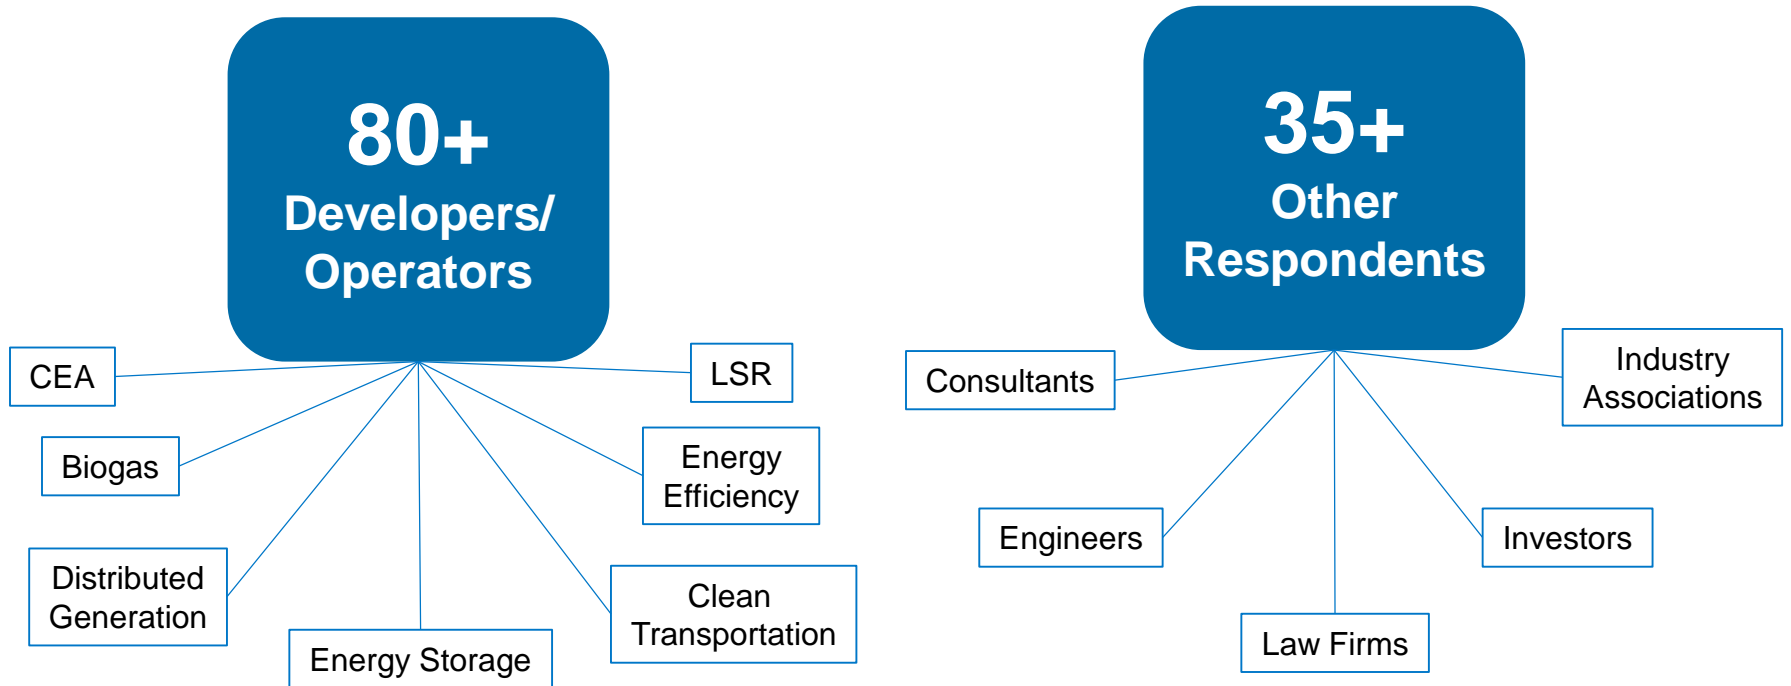 80+
Developers/
Operators
CEA
LSR
Biogas
Energy
Efficiency
Distributed
Generation
Clean
Transportation
Energy Storage
35+
Other
Respondents
Consultants
Industry
Associations
Engineers
Investors
Law Firms